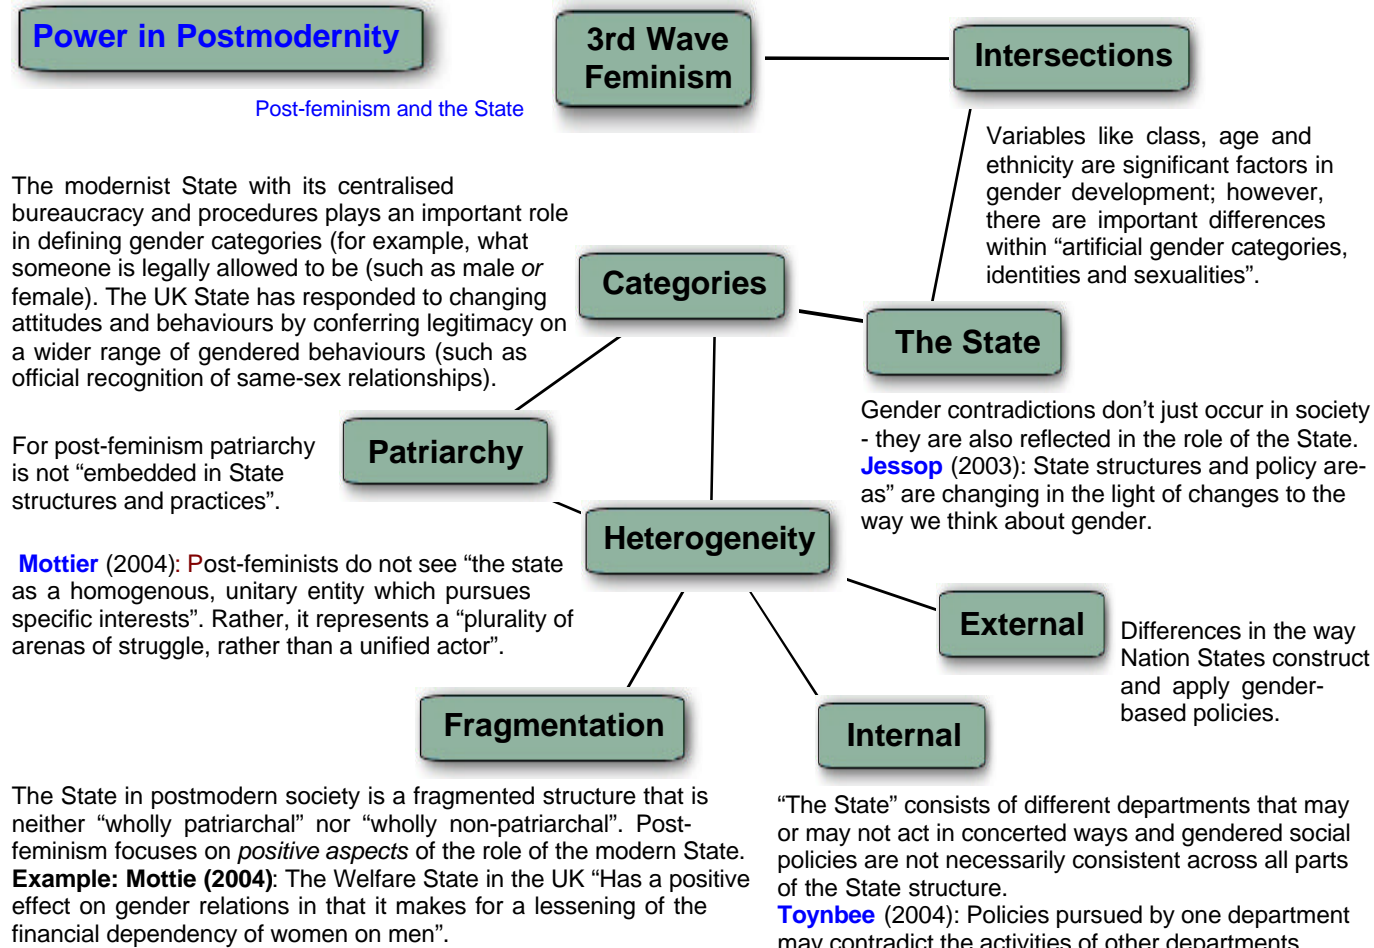 Power in Postmodernity
Post-feminism and the State
3rd Wave
Feminism
Intersections
Variables like class, age and
ethnicity are significant factors in
gender development; however,
there are important differences
within “artificial gender categories,
identities and sexualities”.
The modernist State with its centralised
bureaucracy and procedures plays an important role
in defining gender categories (for example, what
someone is legally allowed to be (such as male or
female). The UK State has responded to changing
attitudes and behaviours by conferring legitimacy on
a wider range of gendered behaviours (such as
official recognition of same-sex relationships).
Categories
The State
Gender contradictions don’t just occur in society
- they are also reflected in the role of the State.
Jessop (2003): State structures and policy are-
as” are changing in the light of changes to the
way we think about gender.
Patriarchy
For post-feminism patriarchy
is not “embedded in State
structures and practices”.
Heterogeneity
Mottier (2004): Post-feminists do not see “the state
as a homogenous, unitary entity which pursues
specific interests”. Rather, it represents a “plurality of
arenas of struggle, rather than a unified actor”.
External
Differences in the way
Nation States construct
and apply gender-
based policies.
Fragmentation
The State in postmodern society is a fragmented structure that is
neither “wholly patriarchal” nor “wholly non-patriarchal”. Post-
feminism focuses on positive aspects of the role of the modern State.
Example: Mottie (2004): The Welfare State in the UK “Has a positive
effect on gender relations in that it makes for a lessening of the
financial dependency of women on men”.
Internal
“The State” consists of different departments that may
or may not act in concerted ways and gendered social
policies are not necessarily consistent across all parts
of the State structure.
Toynbee (2004): Policies pursued by one department
may contradict the activities of other departments